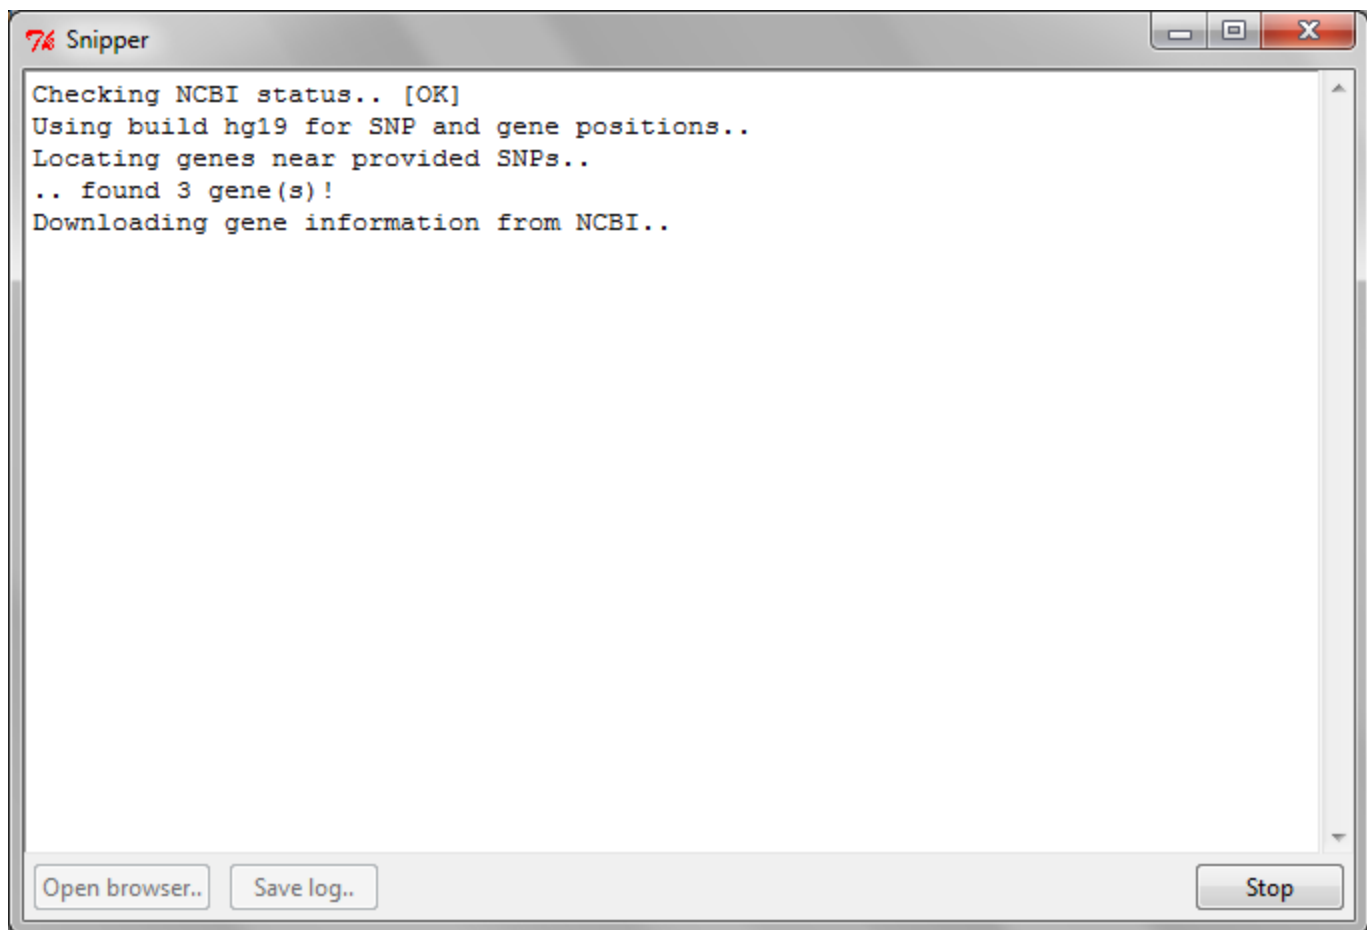 Snipper
Checking NCBI status.. [OK]
Using build hg19 for SNP and gene positions..
Locating genes near provided SNPs..
.. found 3 gene(s)!
Downloading gene information from NCBI..
Open browser.. Save log.. Stop